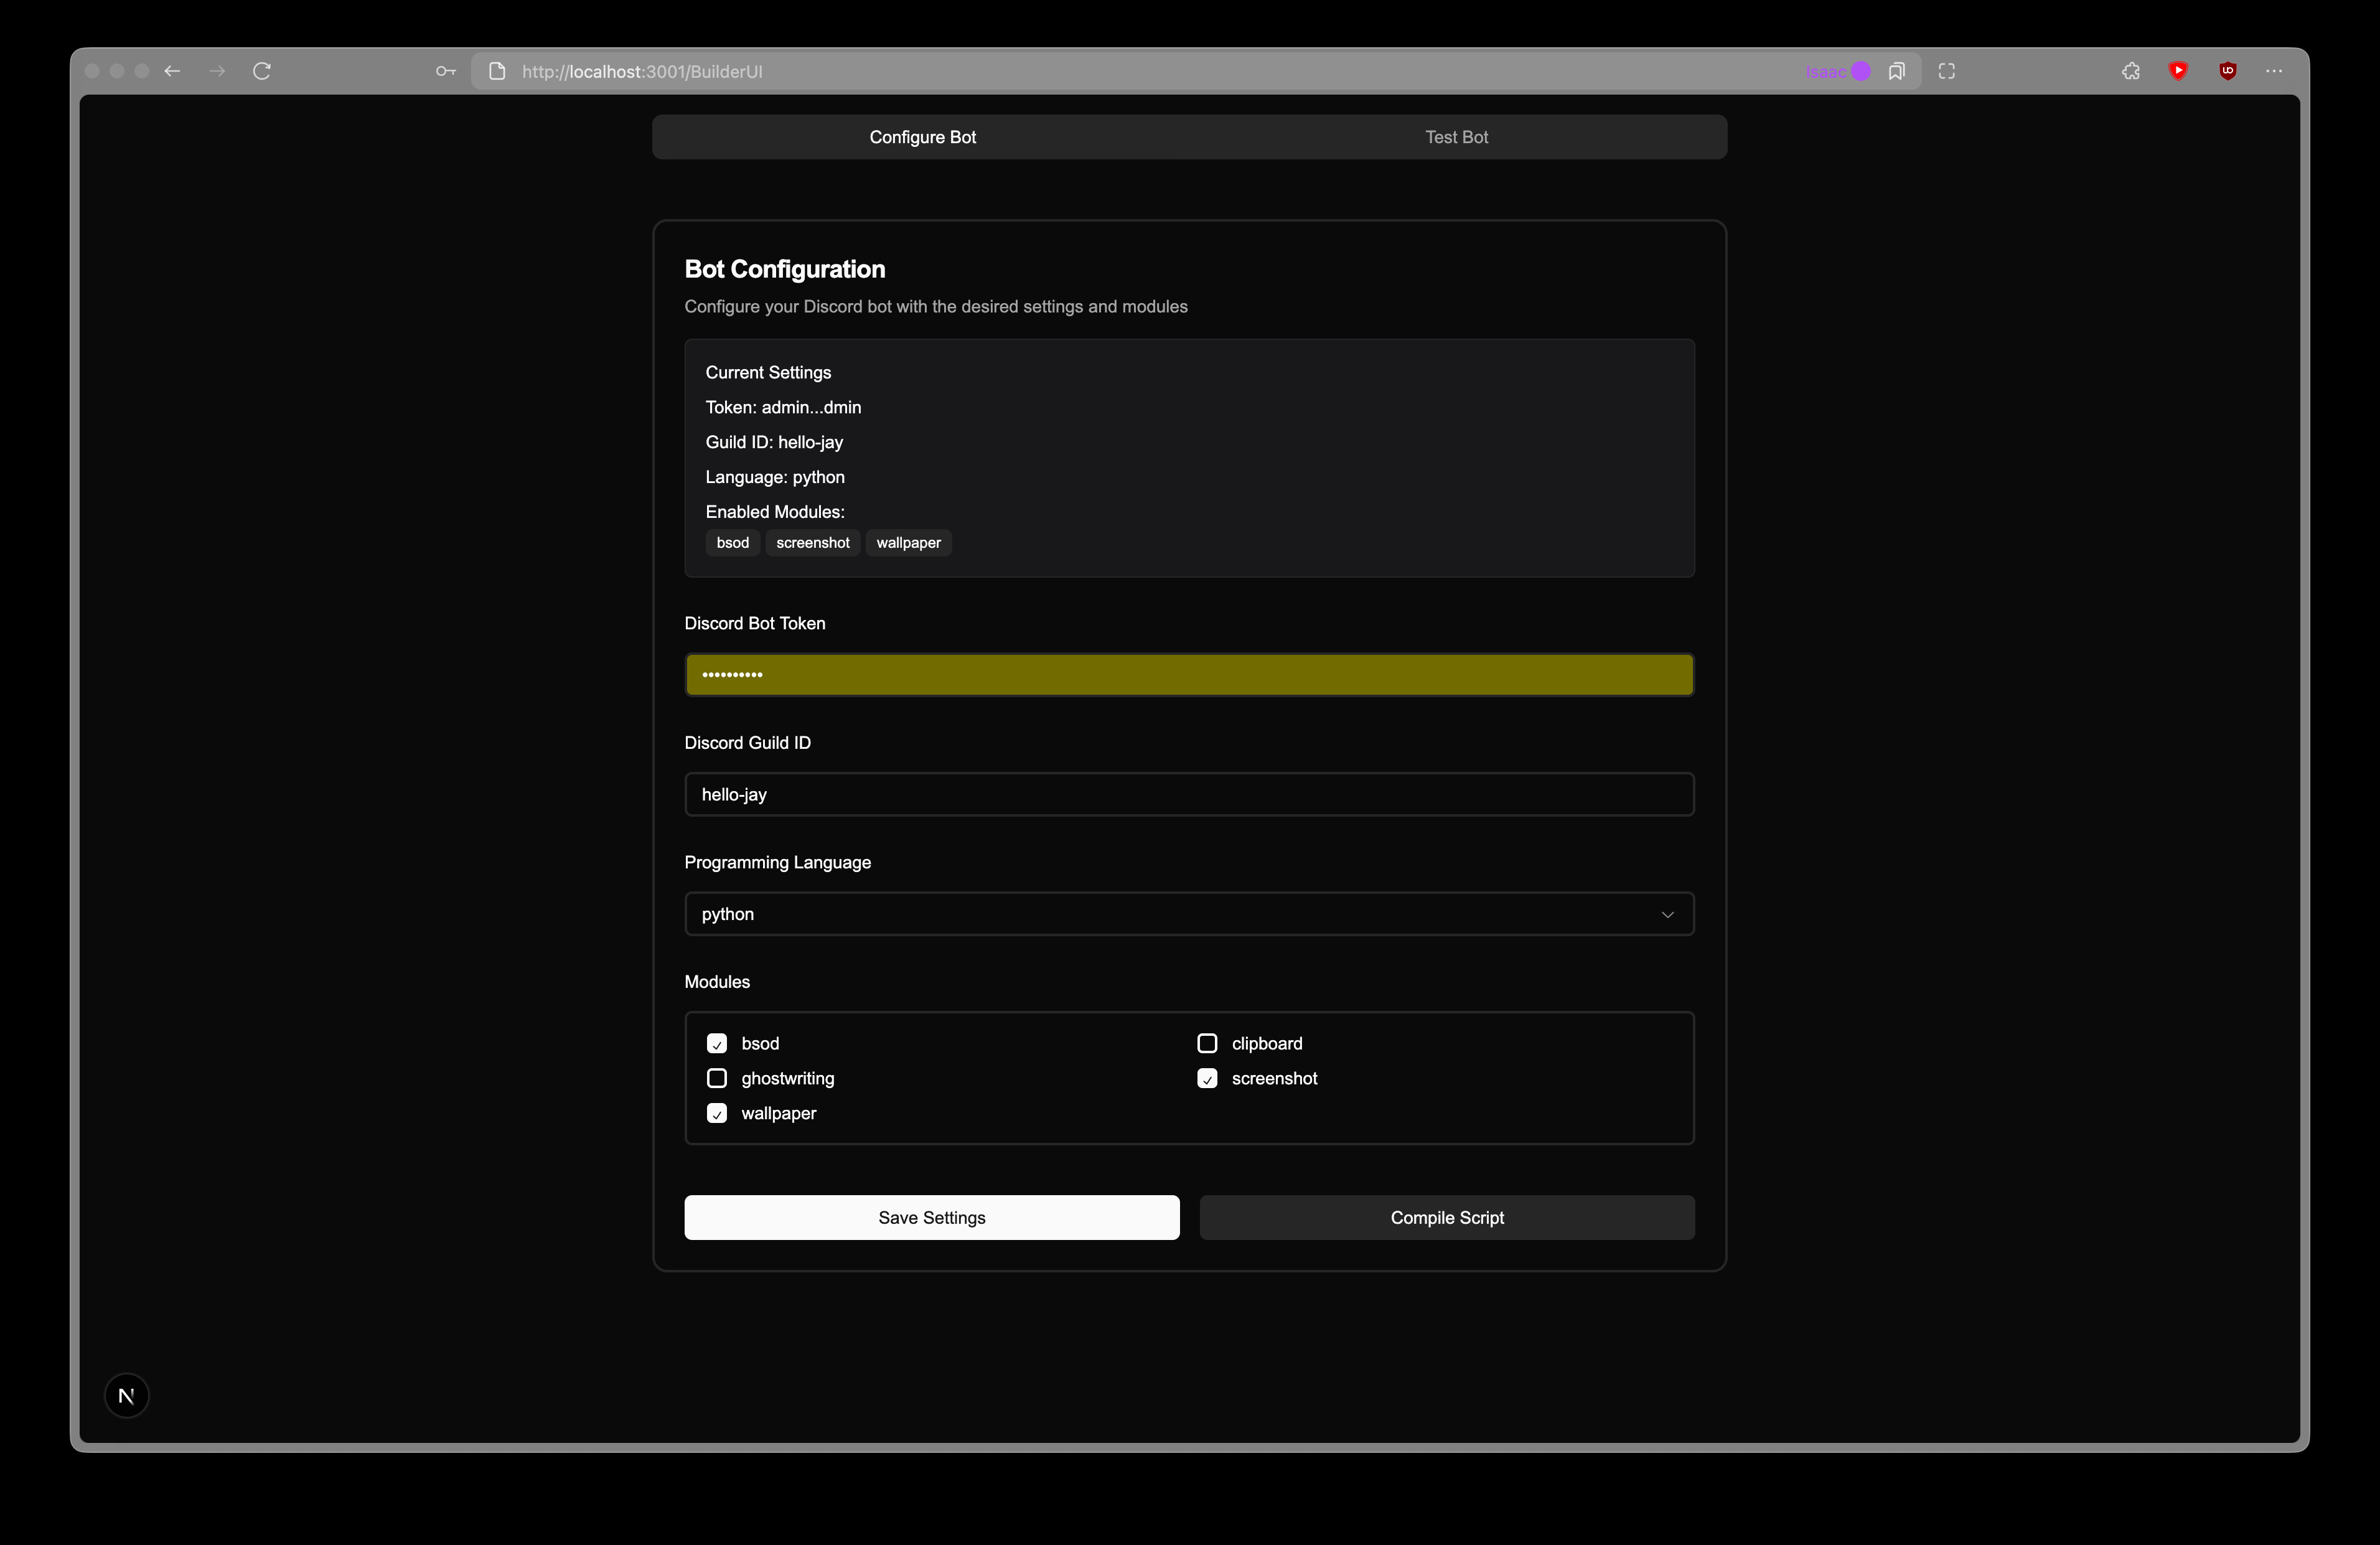 http://localhost:3001/BuilderUI
Isaac
Configure Bot
Test Bot
Bot Configuration
Configure your Discord bot with the desired settings and modules
Current Settings
Token: admin...dmin
Guild ID: hello-jay
Language: python
Enabled Modules:
bsod screenshot wallpaper
Discord Bot Token
••••••••••
Discord Guild ID
hello-jay
Programming Language
python
Modules
bsod
clipboard
ghostwriting
screenshot
wallpaper
Save Settings
Compile Script
N